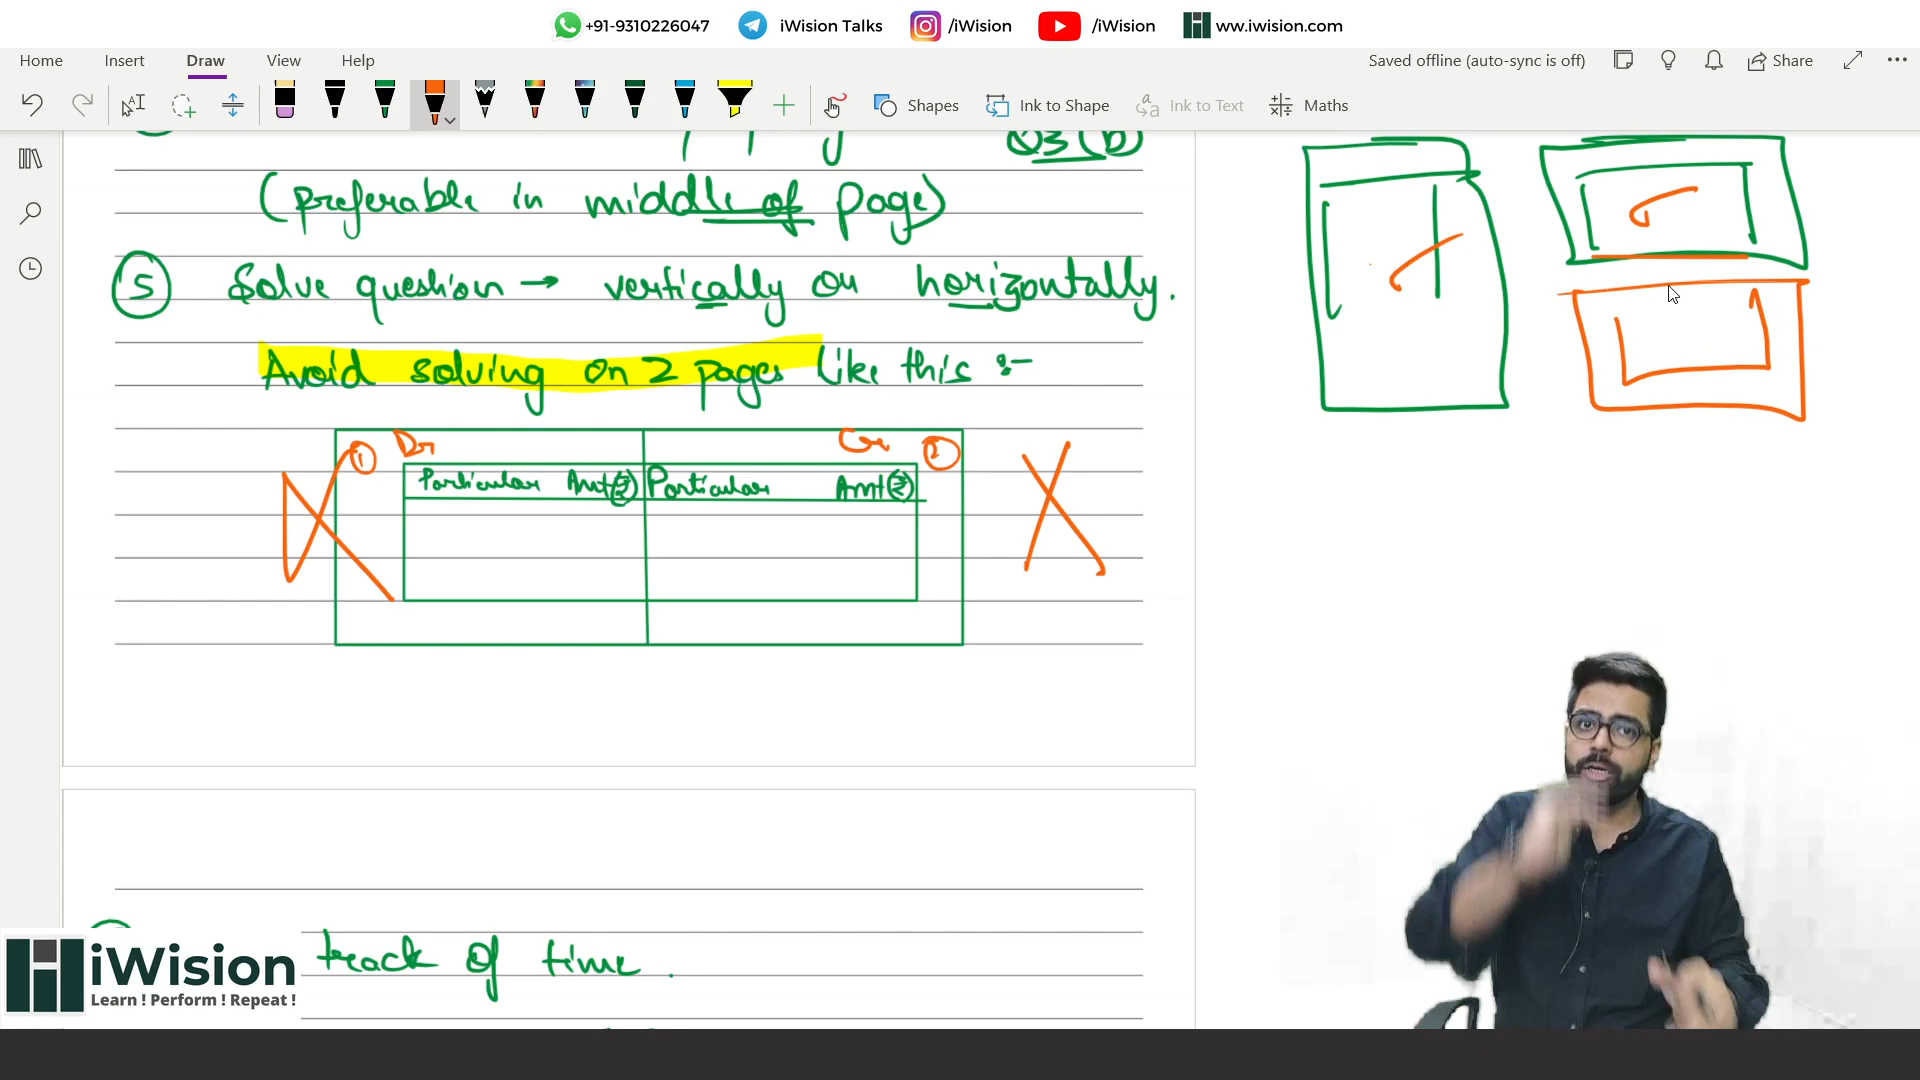 +91-9310226047 iWision Talks /iWision /iWision ww.iwision.com
Home Insert Draw View Help Saved offline (auto-sync is off) Share
Shapes Ink to Shape Ink to Text Maths
Q3 (b)
(preferable in middle of page)
5 Solve question → vertically or horizontally.
Avoid solving on 2 pages like this :-
1 Dr Cr 2
Particular Amt(₹) Particular Amt(₹)
track of time.
iWision
Learn ! Perform ! Repeat !